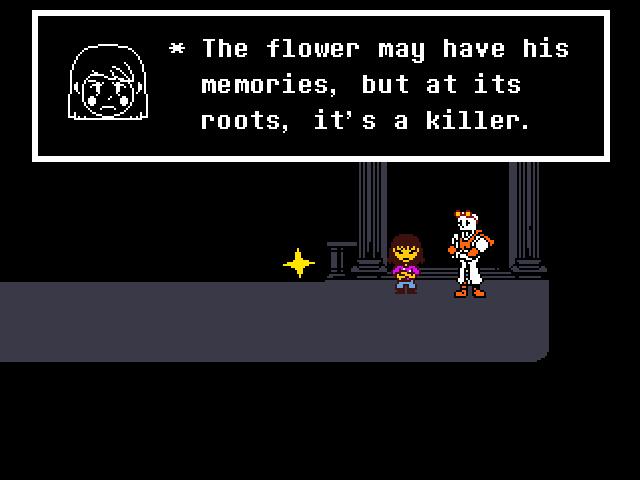 * The flower may have his
memories, but at its
roots, it's a killer.